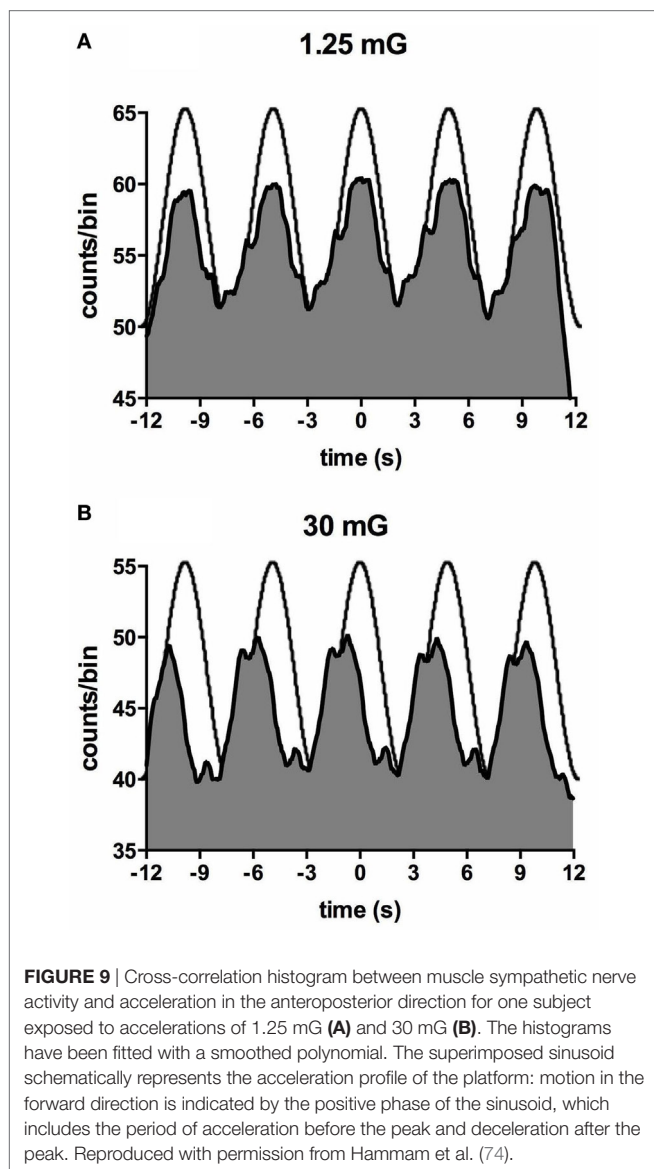 A
1.25 mG
65
60
55
50
45
counts/bin
-12 -9 -6 -3 0 3 6 9 12
time (s)
B
30 mG
55
50
45
40
35
counts/bin
-12 -9 -6 -3 0 3 6 9 12
time (s)
FIGURE 9 | Cross-correlation histogram between muscle sympathetic nerve
activity and acceleration in the anteroposterior direction for one subject
exposed to accelerations of 1.25 mG (A) and 30 mG (B). The histograms
have been fitted with a smoothed polynomial. The superimposed sinusoid
schematically represents the acceleration profile of the platform: motion in the
forward direction is indicated by the positive phase of the sinusoid, which
includes the period of acceleration before the peak and deceleration after the
peak. Reproduced with permission from Hammam et al. (74).